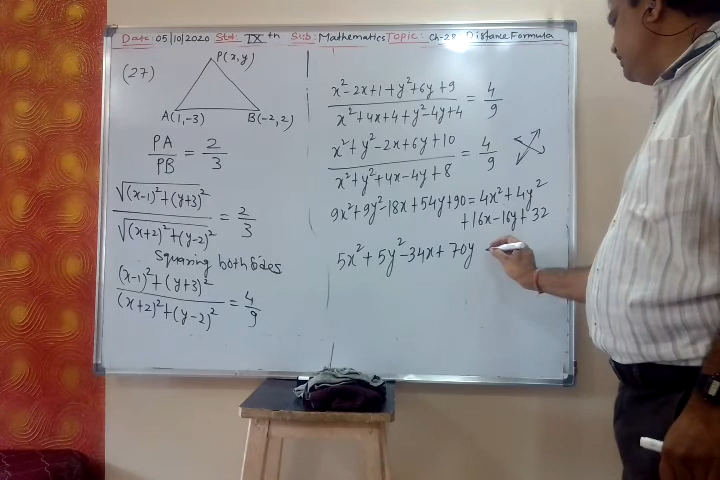 Date: 05/10/2020 Std: IXth Sub: Mathematics Topic: Ch-28 Distance Formula
(27)
P(x,y)
A(1,-3) B(-2,2)
PA/PB = 2/3
√((x-1)²+(y+3)²)/√((x+2)²+(y-2)²) = 2/3
Squaring both sides
(x-1)²+(y+3)²/(x+2)²+(y-2)² = 4/9
x²-2x+1+y²+6y+9/x²+4x+4+y²-4y+4 = 4/9
x²+y²-2x+6y+10/x²+y²+4x-4y+8 = 4/9
9x²+9y²-18x+54y+90 = 4x²+4y²
+16x-16y+32
5x²+5y²-34x+70y